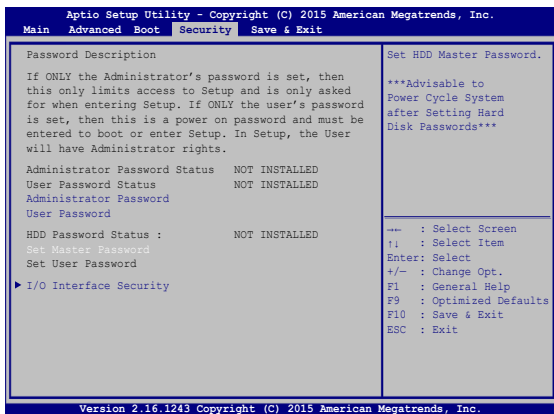 Aptio Setup Utility - Copyright (C) 2015 American Megatrends, Inc.
Main Advanced Boot Security Save & Exit
Password Description
If ONLY the Administrator's password is set, then
this only limits access to Setup and is only asked
for when entering Setup. If ONLY the user's password
is set, then this is a power on password and must be
entered to boot or enter Setup. In Setup, the User
will have Administrator rights.
Administrator Password Status NOT INSTALLED
User Password Status NOT INSTALLED
Administrator Password
User Password
HDD Password Status : NOT INSTALLED
Set Master Password
Set User Password
I/O Interface Security
Set HDD Master Password.
***Advisable to
Power Cycle System
after Setting Hard
Disk Passwords***
→← : Select Screen
↑↓ : Select Item
Enter: Select
+/— : Change Opt.
F1 : General Help
F9 : Optimized Defaults
F10 : Save & Exit
ESC : Exit
Version 2.16.1243 Copyright (C) 2015 American Megatrends, Inc.